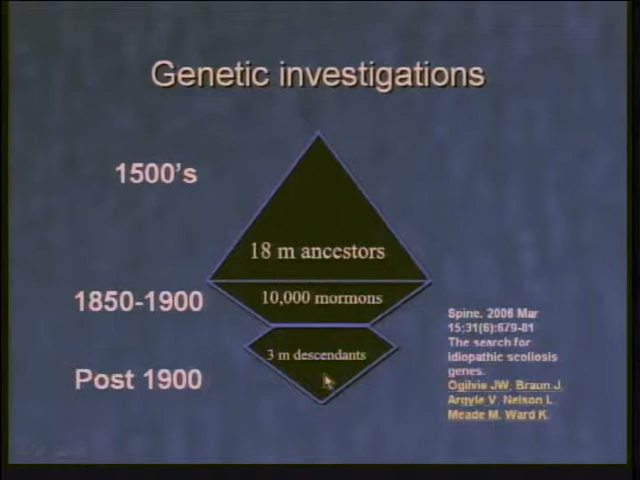 Genetic investigations
1500's
18 m ancestors
1850-1900
10,000 mormons
Post 1900
3 m descendants
Spine. 2006 Mar
15;31(6):679-81
The search for
idiopathic scoliosis
genes.
Ogilvie JW, Braun J,
Argyle V, Nelson L,
Meade M, Ward K.